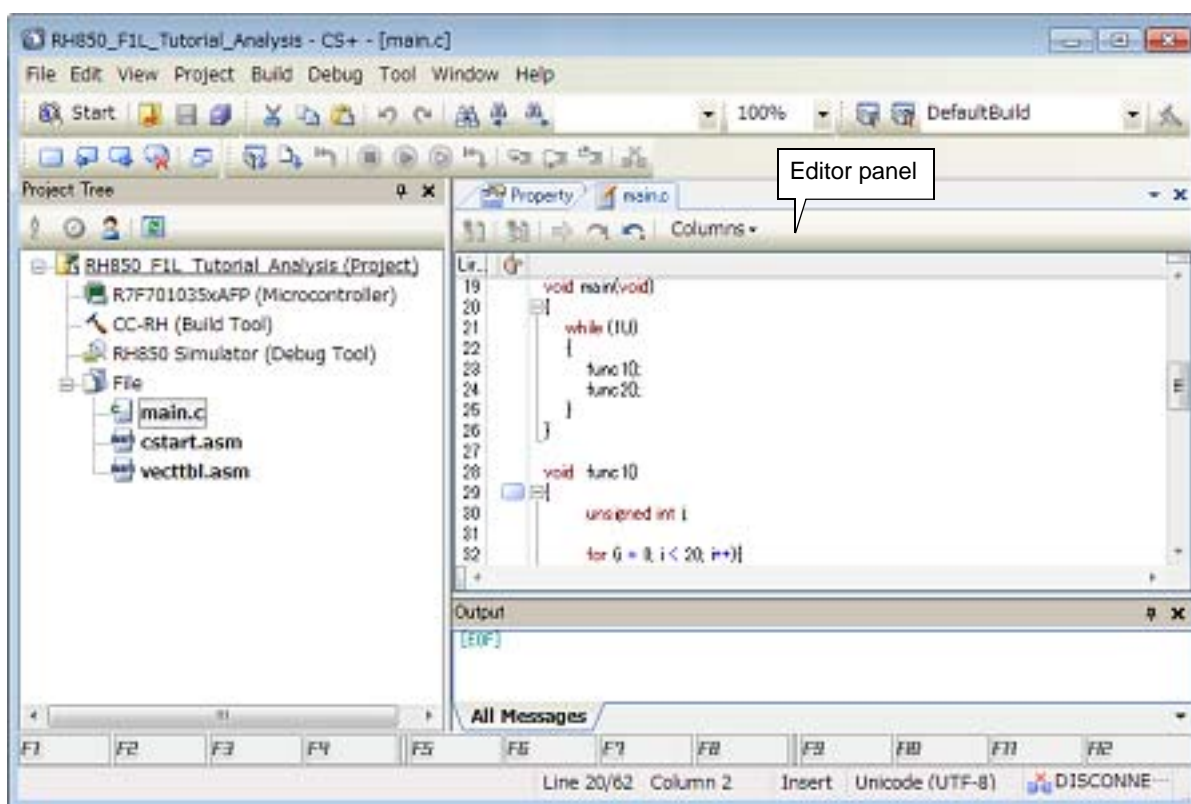 RH850_F1L_Tutorial_Analysis - CS+ - [main.c]
File Edit View Project Build Debug Tool Window Help
Start 100% DefaultBuild
Editor panel
Project Tree
Property main.c
Columns
RH850_F1L_Tutorial_Analysis (Project)
R7F701035xAFP (Microcontroller)
CC-RH (Build Tool)
RH850 Simulator (Debug Tool)
File
main.c
cstart.asm
vecttbl.asm
Lir..
19 void main(void)
20 {
21 while (1U)
22 {
23 func1();
24 func2();
25 }
26 }
27
28 void func1()
29 {
30 unsigned int i;
31
32 for (i = 0; i < 20; i++){
Output
[EOF]
All Messages
F1 F2 F3 F4 F5 F6 F7 F8 F9 F10 F11 F12
Line 20/62 Column 2 Insert Unicode (UTF-8) DISCONNE...